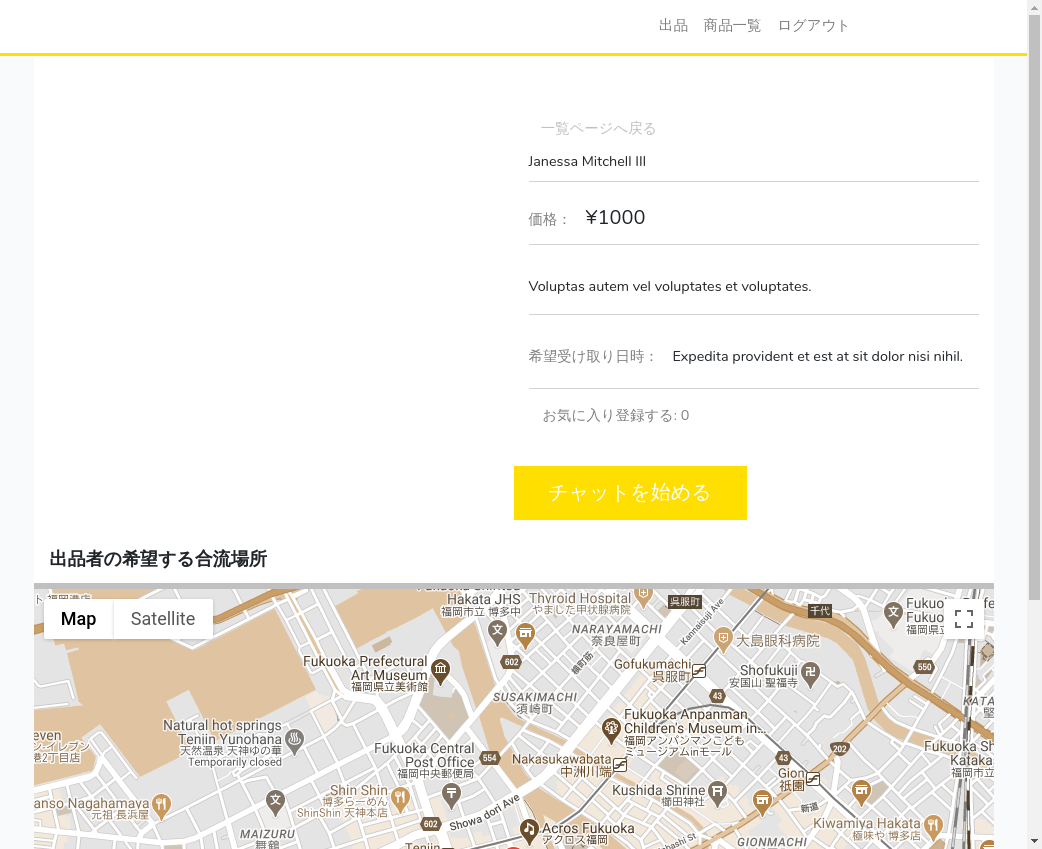 出品 商品一覧 ログアウト
一覧ページへ戻る
Janessa Mitchell III
価格： ¥1000
Voluptas autem vel voluptates et voluptates.
希望受け取り日時： Expedita provident et est at sit dolor nisi nihil.
お気に入り登録する: 0
チャットを始める
出品者の希望する合流場所
Map Satellite
Hakata JHS
福岡市立 博多中
Thyroid Hospital
やました甲状腺病院
呉服町
千代
Kannaisuji Ave
NARAYAMACHI
奈良屋町
大島眼科病院
Fukuoka Prefectural
Art Museum
福岡県立美術館
602
横町筋
Gofukumachi
呉服町
Shofukuji
安国山 聖福寺
550
SUSAKIMACHI
須崎町
43
Natural hot springs
Tenjin Yunohana
天然温泉 天神ゆの華
Temporarily closed
Fukuoka Anpanman
Children's Museum in...
福岡アンパンマンこども
ミュージアムinモール
Fukuoka Central
Post Office
福岡中央郵便局
554
Nakasukawabata
中洲川端
43
202
Gion
祇園
Shin Shin
博多らーめん
ShinShin 天神本店
Kushida Shrine
櫛田神社
新道
anso Nagahamaya
元祖 長浜屋
Showa dori Ave
602
Acros Fukuoka
アクロス福岡
Kiwamiya Hakata
極味や 博多店
MAIZURU
舞鶴
Tenjin
GIONMACHI